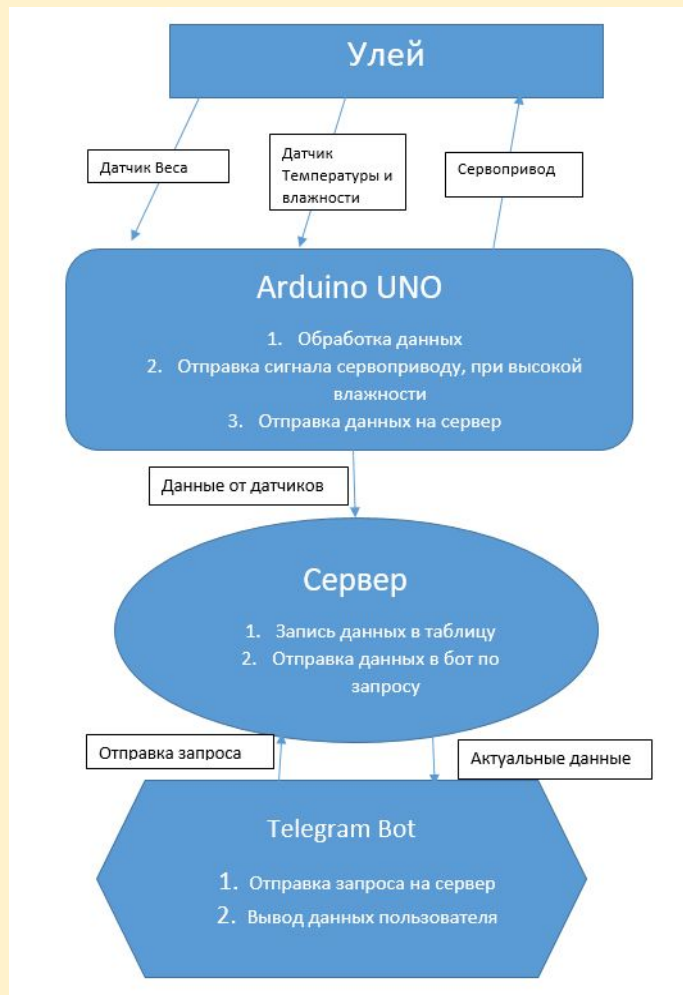 Улей
Датчик Веса
Датчик
Температуры и
влажности
Сервопривод
Arduino UNO
1. Обработка данных
2. Отправка сигнала сервоприводу, при высокой
влажности
3. Отправка данных на сервер
Данные от датчиков
Сервер
1. Запись данных в таблицу
2. Отправка данных в бот по
запросу
Отправка запроса
Актуальные данные
Telegram Bot
1. Отправка запроса на сервер
2. Вывод данных пользователя